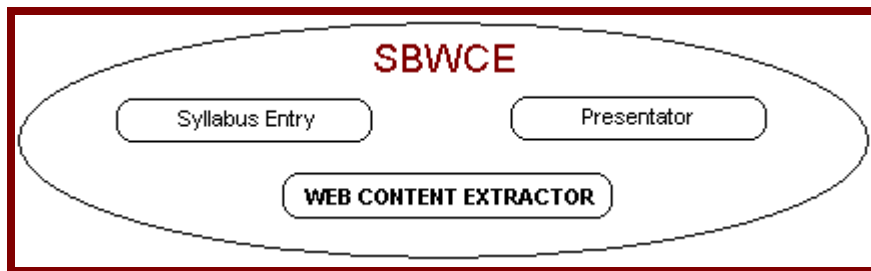 SBWCE
Syllabus Entry
Presentator
WEB CONTENT EXTRACTOR